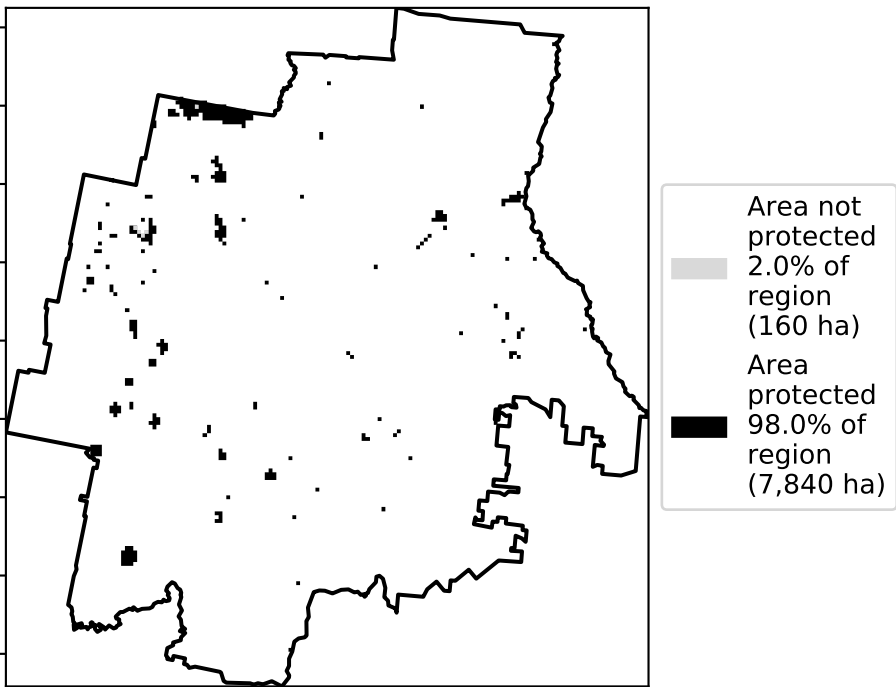 Area not
protected
2.0% of
region
(160 ha)
Area
protected
98.0% of
region
(7,840 ha)